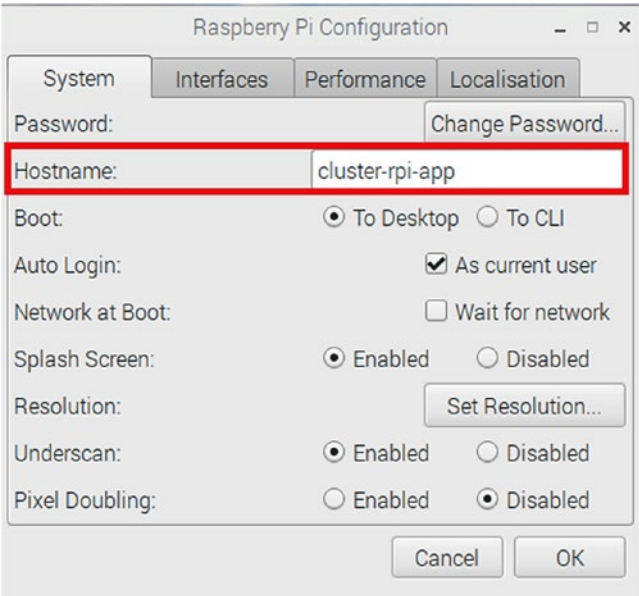 Raspberry Pi Configuration
System Interfaces Performance Localisation
Password: Change Password...
Hostname: cluster-rpi-app
Boot: To Desktop To CLI
Auto Login: As current user
Network at Boot: Wait for network
Splash Screen: Enabled Disabled
Resolution: Set Resolution...
Underscan: Enabled Disabled
Pixel Doubling: Enabled Disabled
Cancel OK